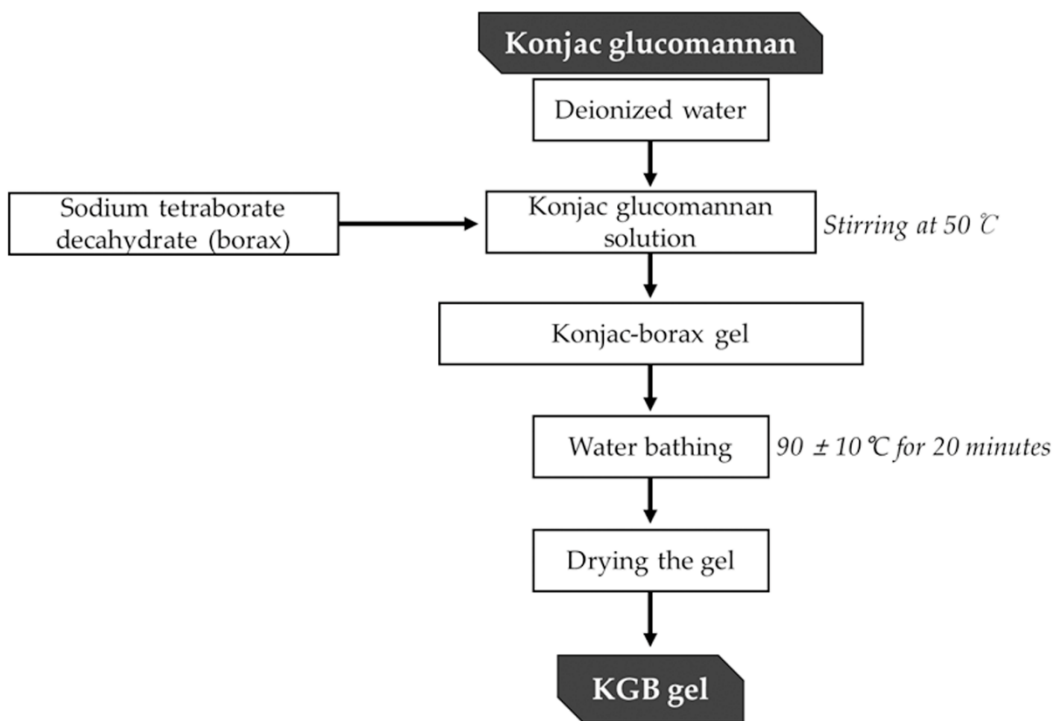 Konjac glucomannan
Deionized water
Sodium tetraborate
decahydrate (borax)
Konjac glucomannan
solution
Stirring at 50 ℃
Konjac-borax gel
Water bathing
90 ± 10 ℃ for 20 minutes
Drying the gel
KGB gel